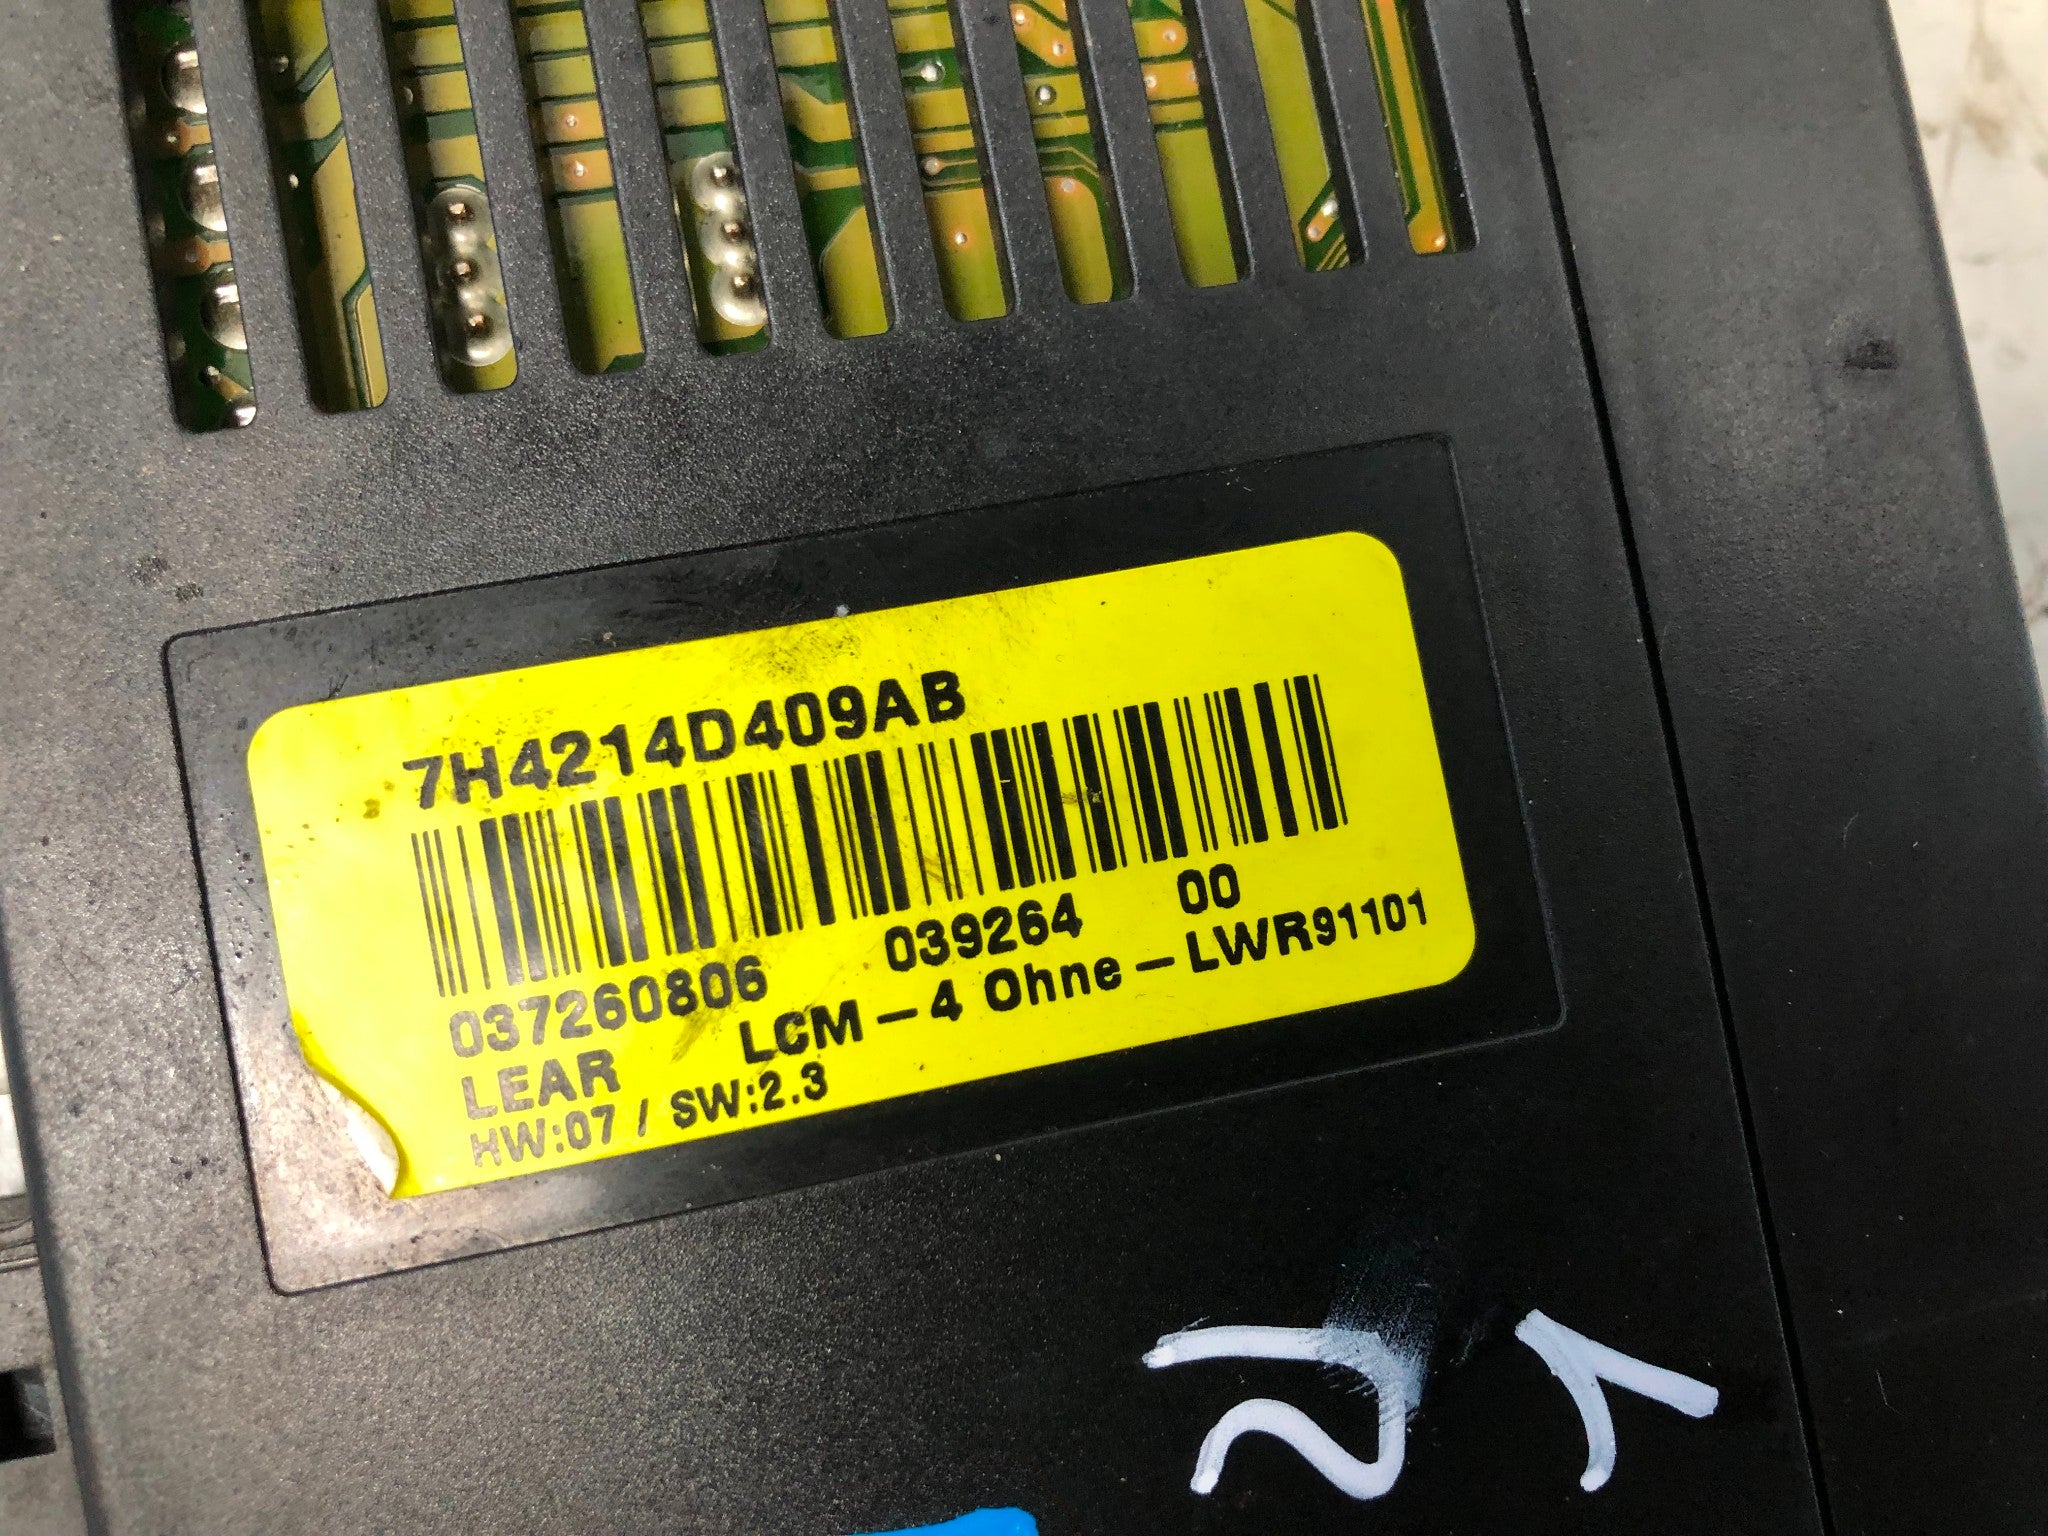 7H4214D409AB
037260806 039264 00
LEAR LCM - 4 Ohne - LWR91101
HW:07 / SW:2.3